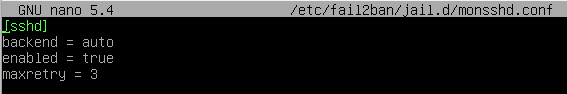 GNU nano 5.4 /etc/fail2ban/jail.d/monsshd.conf
[sshd]
backend = auto
enabled = true
maxretry = 3